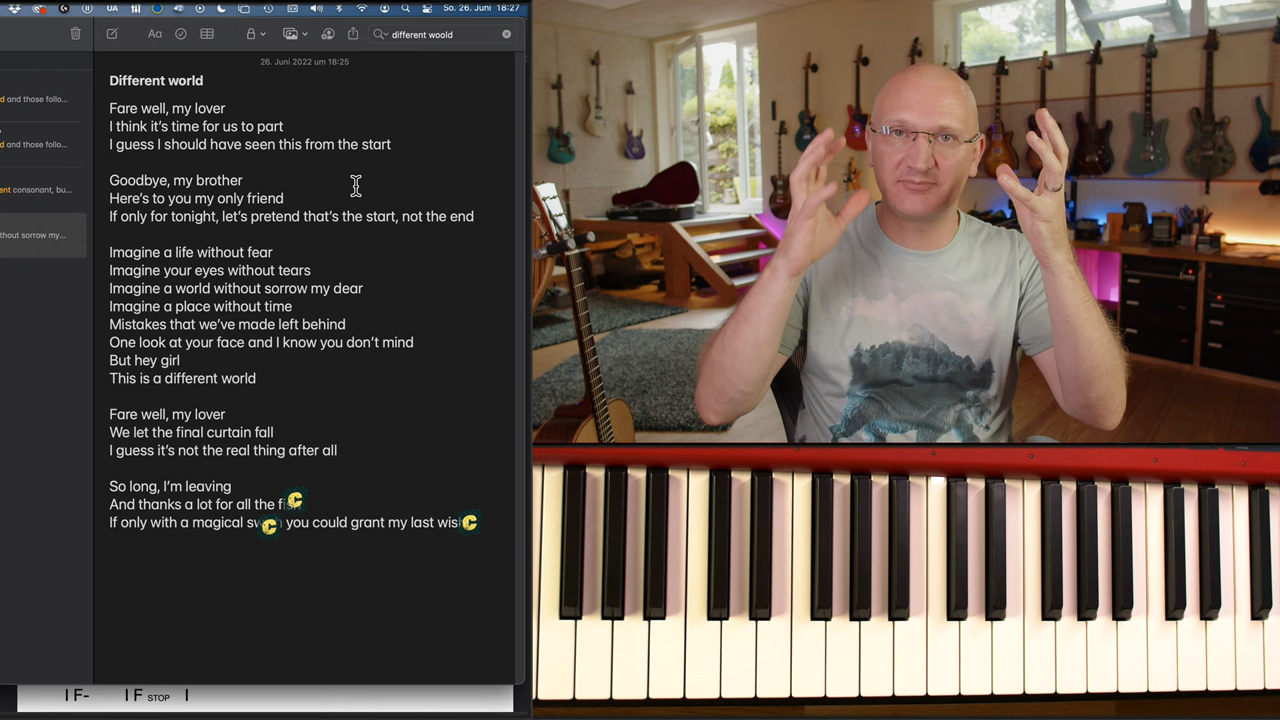 UA
So. 26. Juni 18:27
Aa
different woold
26. Juni 2022 um 18:25
d and those follo...
d and those follo...
ent consonant, bu...
thout sorrow my...
Different world
Fare well, my lover
I think it's time for us to part
I guess I should have seen this from the start
Goodbye, my brother
Here's to you my only friend
If only for tonight, let's pretend that's the start, not the end
Imagine a life without fear
Imagine your eyes without tears
Imagine a world without sorrow my dear
Imagine a place without time
Mistakes that we've made left behind
One look at your face and I know you don't mind
But hey girl
This is a different world
Fare well, my lover
We let the final curtain fall
I guess it's not the real thing after all
So long, I'm leaving
And thanks a lot for all the
If only with a magical you could grant my last
C
C
C
I F- I F STOP I